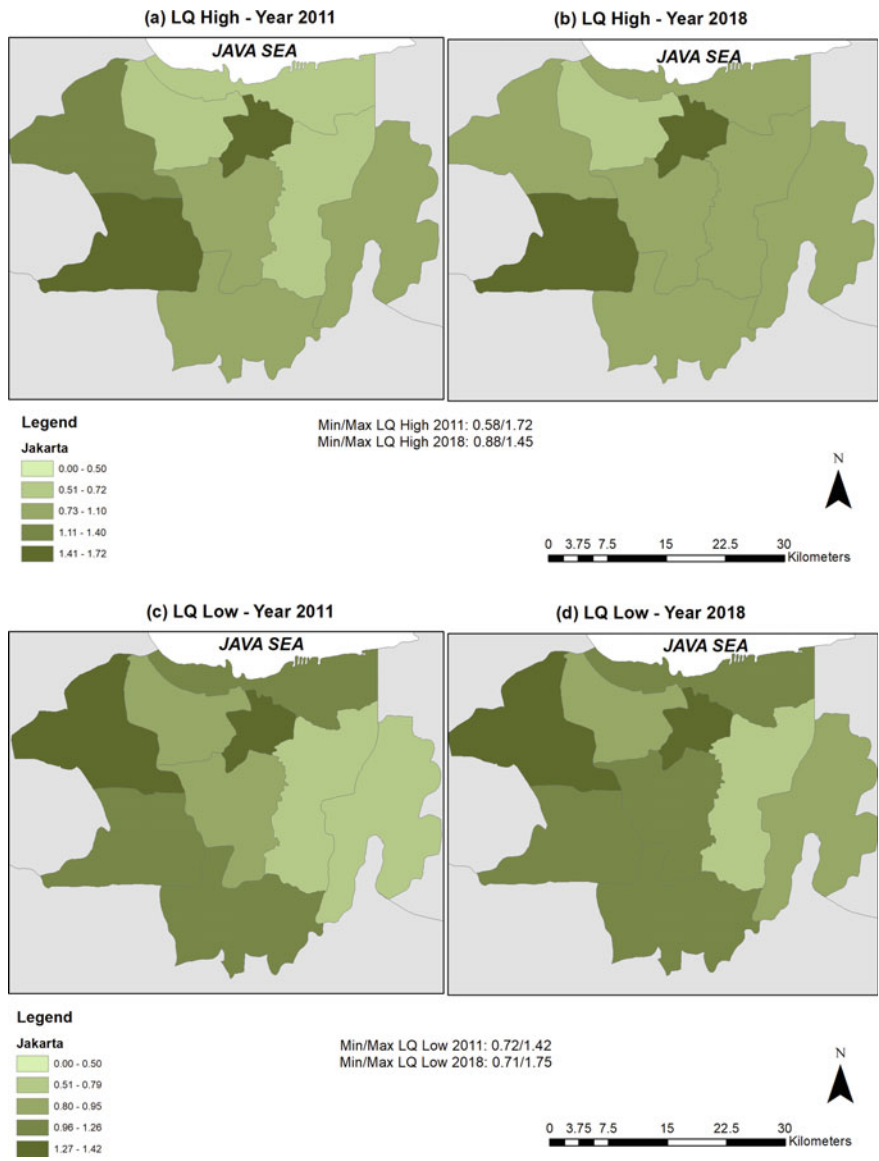 (a) LQ High - Year 2011
(b) LQ High - Year 2018
JAVA SEA
JAVA SEA
Legend
Jakarta
0.00 - 0.50
0.51 - 0.72
0.73 - 1.10
1.11 - 1.40
1.41 - 1.72
Min/Max LQ High 2011: 0.58/1.72
Min/Max LQ High 2018: 0.88/1.45
N
0 3.75 7.5 15 22.5 30
Kilometers
(c) LQ Low - Year 2011
(d) LQ Low - Year 2018
JAVA SEA
JAVA SEA
Legend
Jakarta
0.00 - 0.50
0.51 - 0.79
0.80 - 0.95
0.96 - 1.26
1.27 - 1.42
Min/Max LQ Low 2011: 0.72/1.42
Min/Max LQ Low 2018: 0.71/1.75
N
0 3.75 7.5 15 22.5 30
Kilometers